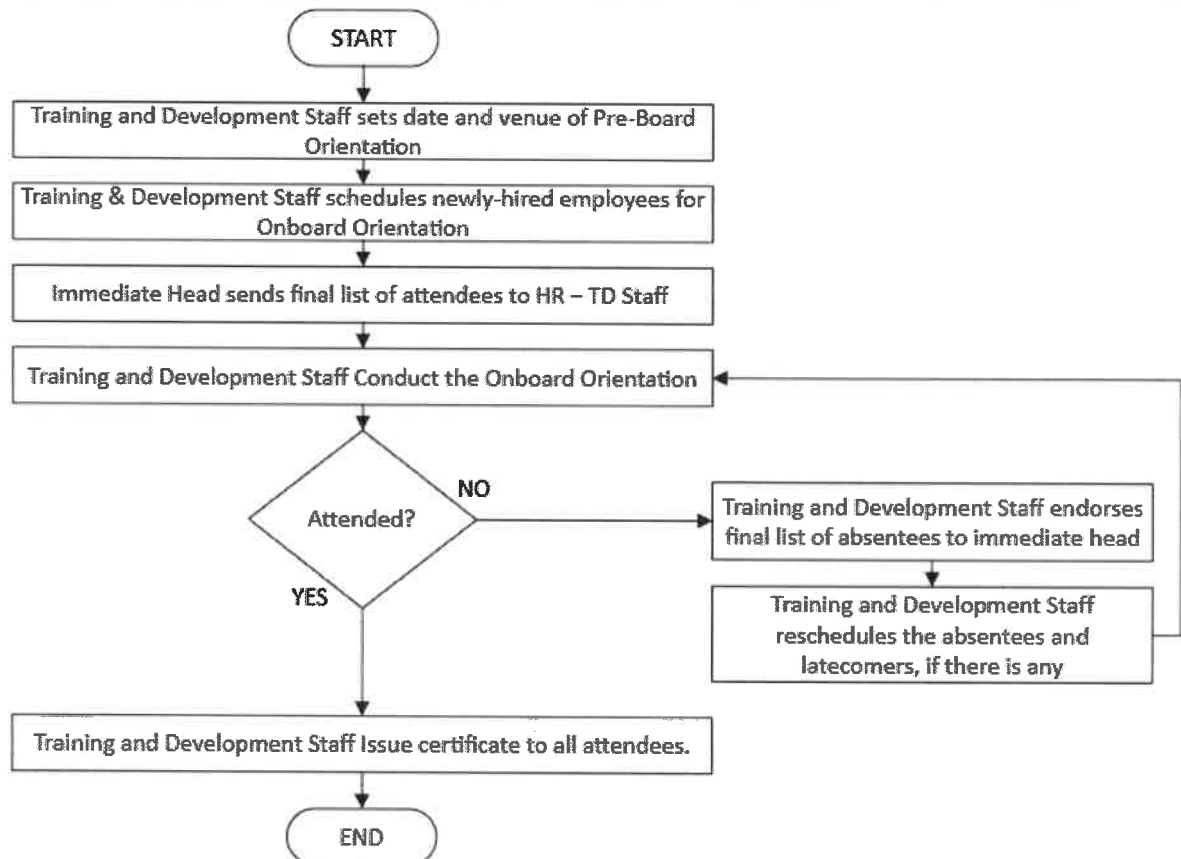 START
Training and Development Staff sets date and venue of Pre-Board
Orientation
Training & Development Staff schedules newly-hired employees for
Onboard Orientation
Immediate Head sends final list of attendees to HR – TD Staff
Training and Development Staff Conduct the Onboard Orientation
Attended?
NO
Training and Development Staff endorses
final list of absentees to immediate head
Training and Development Staff
reschedules the absentees and
latecomers, if there is any
YES
Training and Development Staff Issue certificate to all attendees.
END